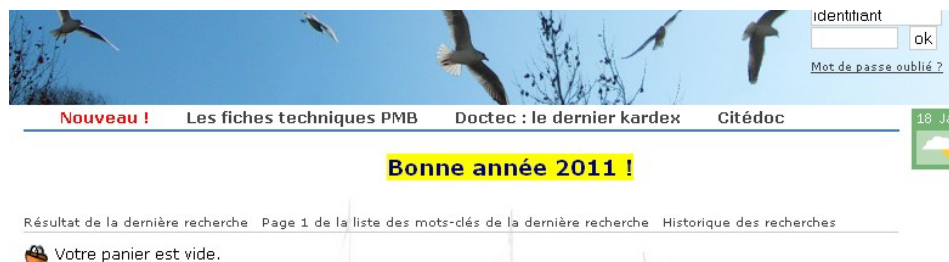 identifiant
ok
Mot de passe oublié ?
Nouveau ! Les fiches techniques PMB Doctec : le dernier kardex Citédoc
18 J
Bonne année 2011 !
Résultat de la dernière recherche Page 1 de la liste des mots-clés de la dernière recherche Historique des recherches
Votre panier est vide.